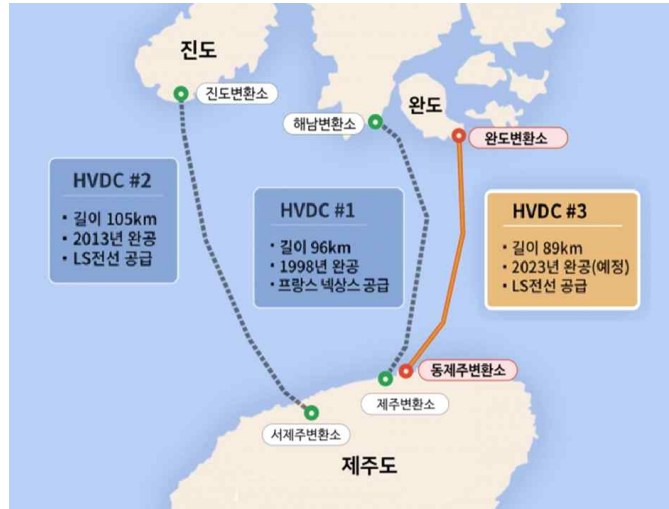 진도
진도변환소
해남변환소
완도
완도변환소
HVDC #2
• 길이 105km
• 2013년 완공
• LS전선 공급
HVDC #1
• 길이 96km
• 1998년 완공
• 프랑스 넥상스 공급
HVDC #3
• 길이 89km
• 2023년 완공(예정)
• LS전선 공급
동제주변환소
제주변환소
서제주변환소
제주도